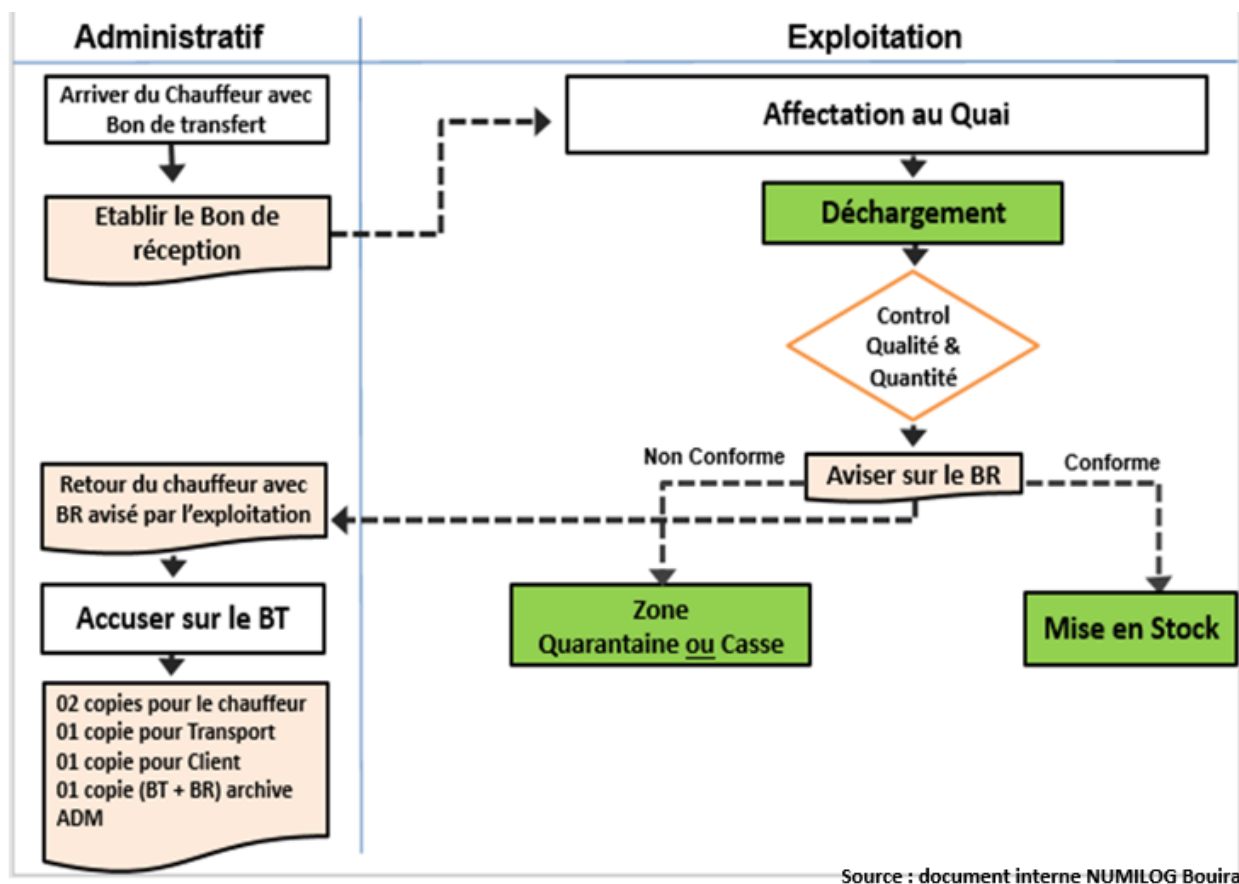 Administratif
Exploitation
Arriver du Chauffeur avec
Bon de transfert
Affectation au Quai
Etablir le Bon de
réception
Déchargement
Control
Qualité &
Quantité
Non Conforme
Aviser sur le BR
Conforme
Retour du chauffeur avec
BR avisé par l'exploitation
Accuser sur le BT
Zone
Quarantaine ou Casse
Mise en Stock
02 copies pour le chauffeur
01 copie pour Transport
01 copie pour Client
01 copie (BT + BR) archive
ADM
Source : document interne NUMILOG Bouira